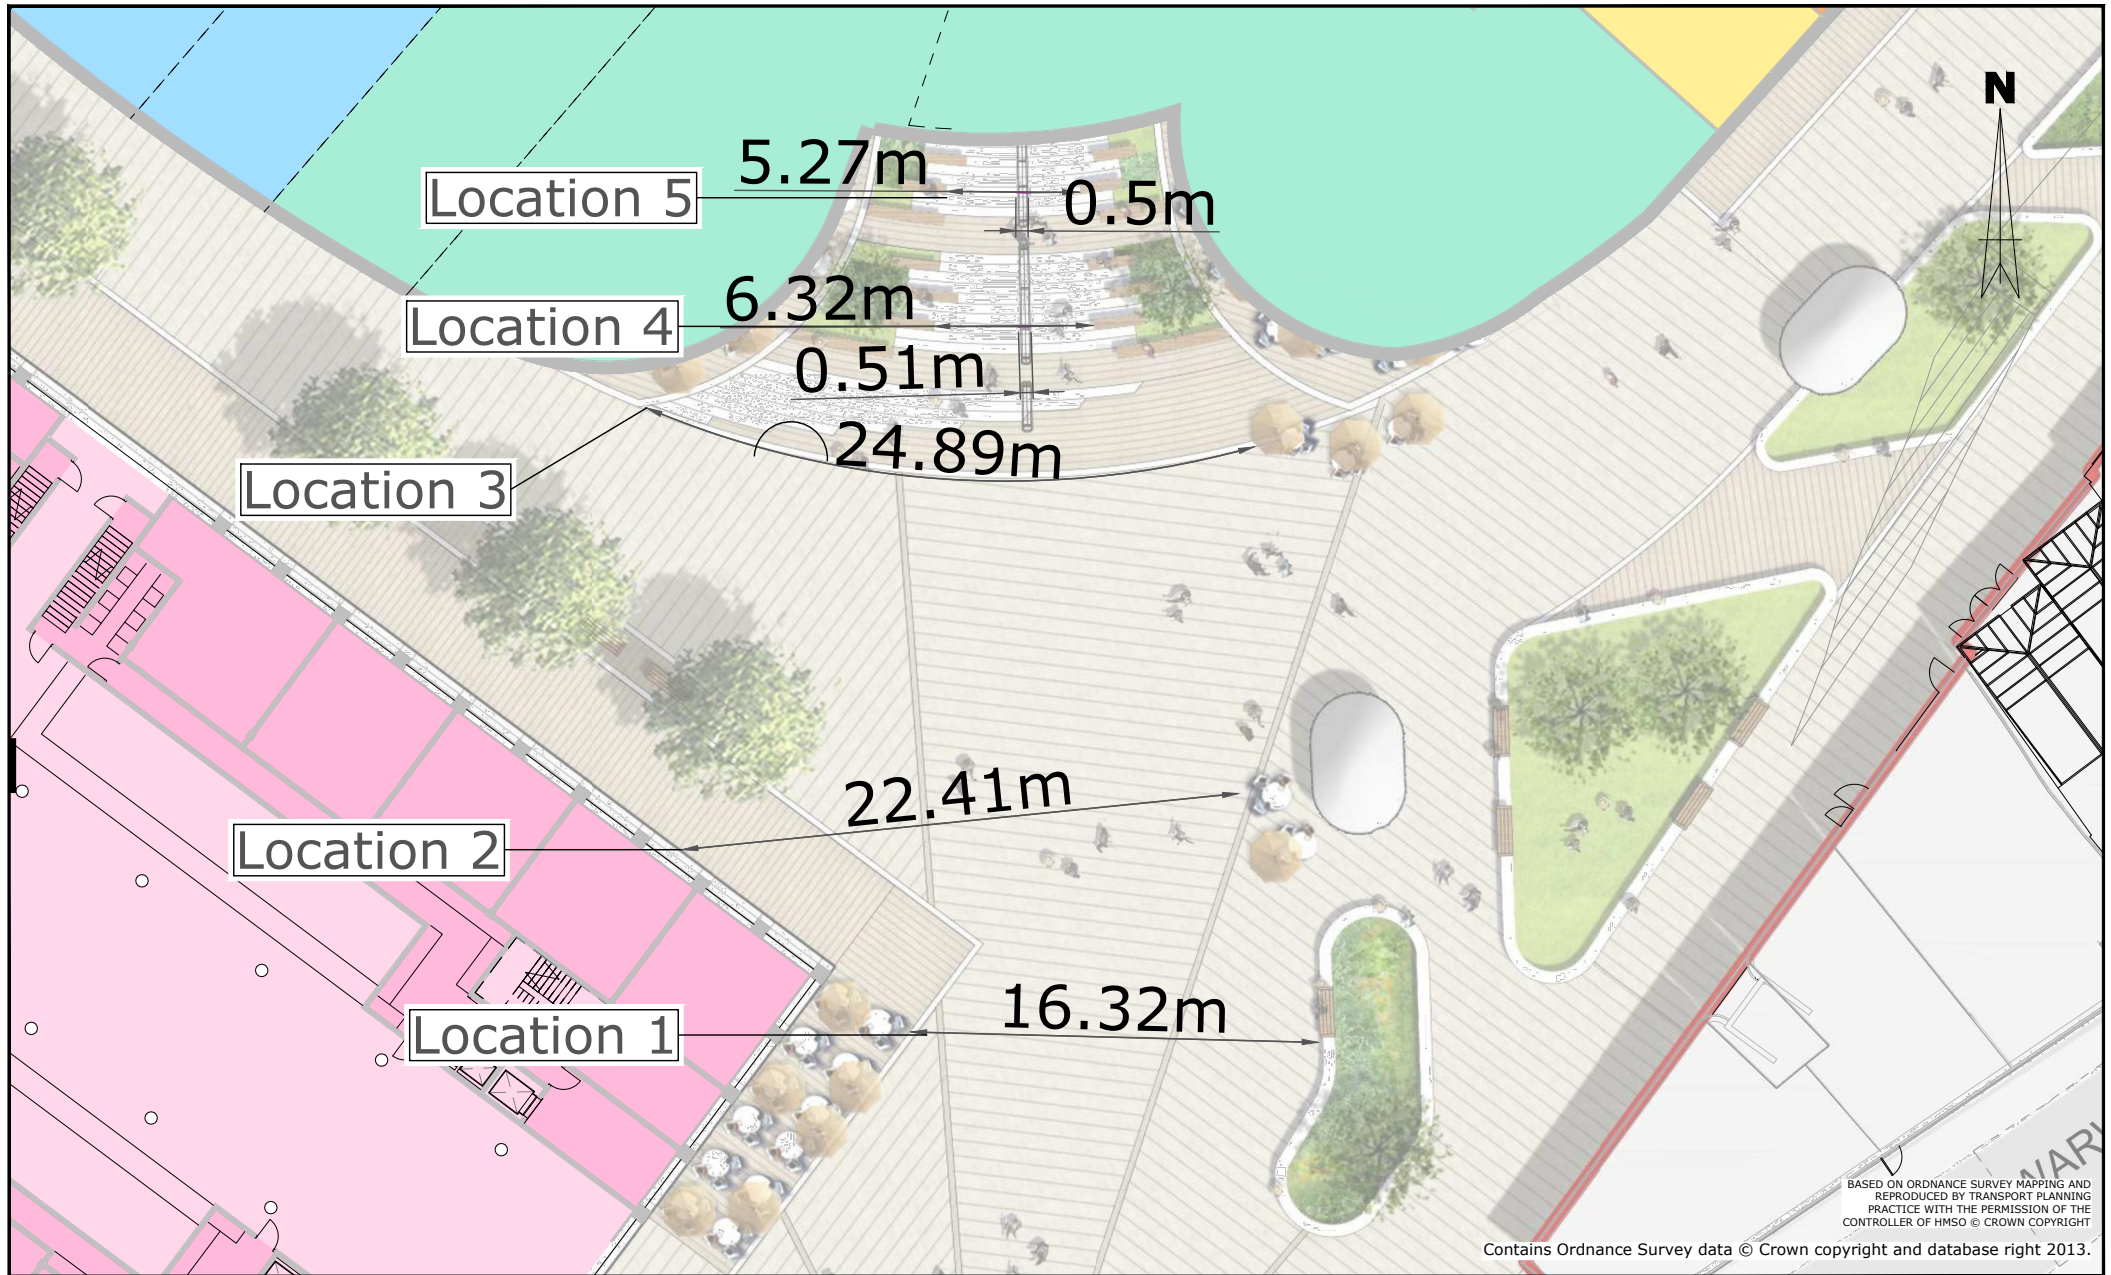 N
5.27m
Location 5
0.5m
6.32m
Location 4
0.51m
24.89m
Location 3
22.41m
Location 2
16.32m
Location 1
BASED ON ORDNANCE SURVEY MAPPING AND
REPRODUCED BY TRANSPORT PLANNING
PRACTICE WITH THE PERMISSION OF THE
CONTROLLER OF HMSO © CROWN COPYRIGHT
Contains Ordnance Survey data © Crown copyright and database right 2013.